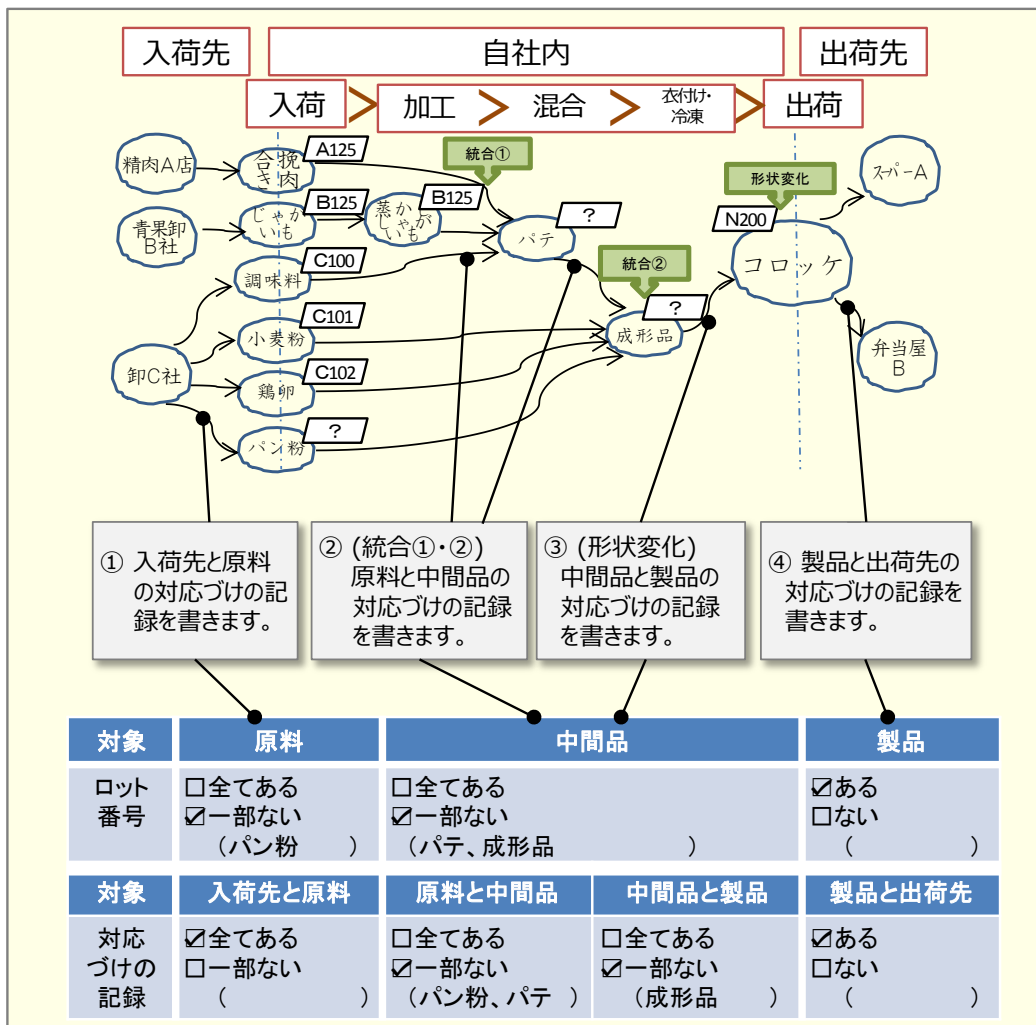 入荷先
自社内
出荷先
入荷
加工
混合
衣付け・
冷凍
出荷
精肉A店
合挽
き肉
A125
統合①
形状変化
スーパーA
青果卸
B社
じゃが
いも
B125
蒸か
じゃが
いも
B125
パテ
?
N200
コロッケ
調味料
C100
統合②
小麦粉
C101
成形品
?
卸C社
鶏卵
C102
弁当屋
B
パン粉
?
① 入荷先と原料
の対応づけの記
録を書きます。
② (統合①・②)
原料と中間品の
対応づけの記録
を書きます。
③ (形状変化)
中間品と製品の
対応づけの記録
を書きます。
④ 製品と出荷先の
対応づけの記録を
書きます。
対象 原料 中間品 製品
ロット
番号
☐全てある
☑一部ない
(パン粉 )
☐全てある
☑一部ない
(パテ、成形品 )
☑ある
☐ない
( )
対象 入荷先と原料 原料と中間品 中間品と製品 製品と出荷先
対応
づけの
記録
☑全てある
☐一部ない
( )
☐全てある
☑一部ない
(パン粉、パテ )
☐全てある
☑一部ない
(成形品 )
☑ある
☐ない
( )